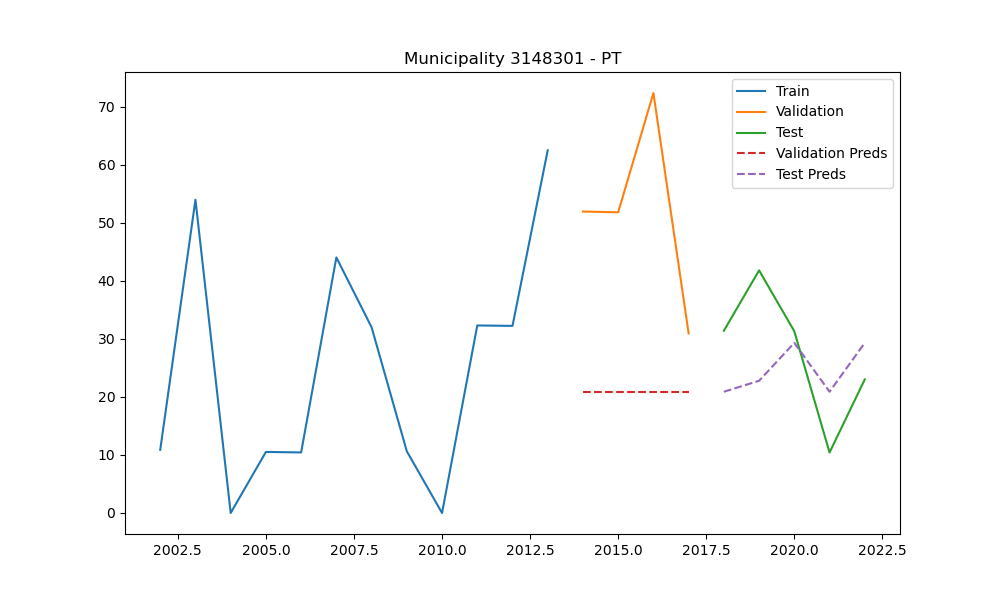 Municipality 3148301 - PT
Train
Validation
Test
Validation Preds
Test Preds
70
60
50
40
30
20
10
0
2002.5 2005.0 2007.5 2010.0 2012.5 2015.0 2017.5 2020.0 2022.5